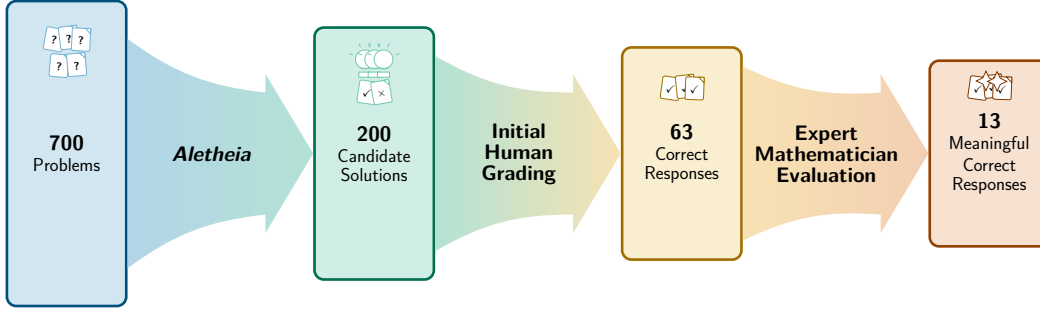 ? ? ?
? ?
700
Problems
Aletheia
✓ ×
200
Candidate
Solutions
Initial
Human
Grading
✓ ✓ ✓
63
Correct
Responses
Expert
Mathematician
Evaluation
✓ ✓ ✓
13
Meaningful
Correct
Responses